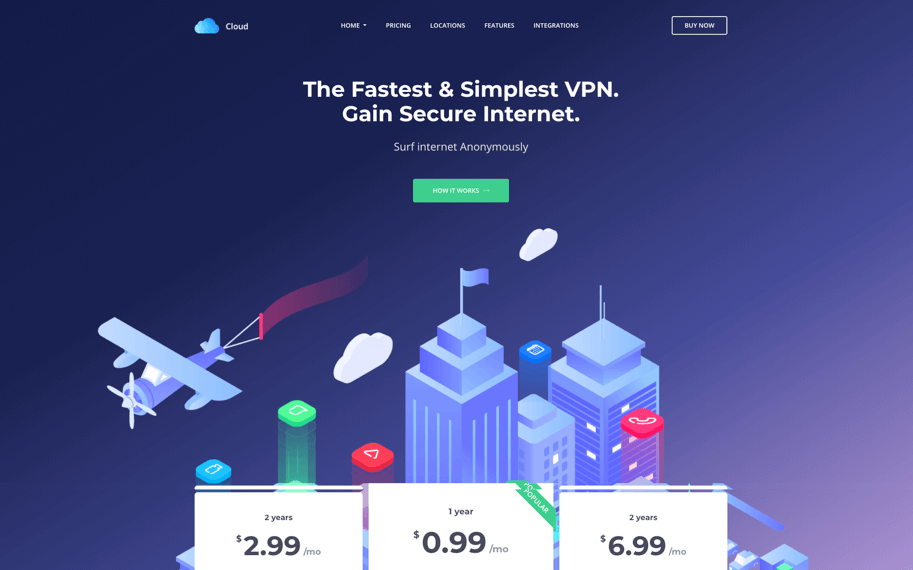 Cloud
HOME
PRICING
LOCATIONS
FEATURES
INTEGRATIONS
BUY NOW
The Fastest & Simplest VPN.
Gain Secure Internet.
Surf internet Anonymously
HOW IT WORKS →
2 years
$2.99 /mo
1 year
$0.99 /mo
POPULAR
2 years
$6.99 /mo